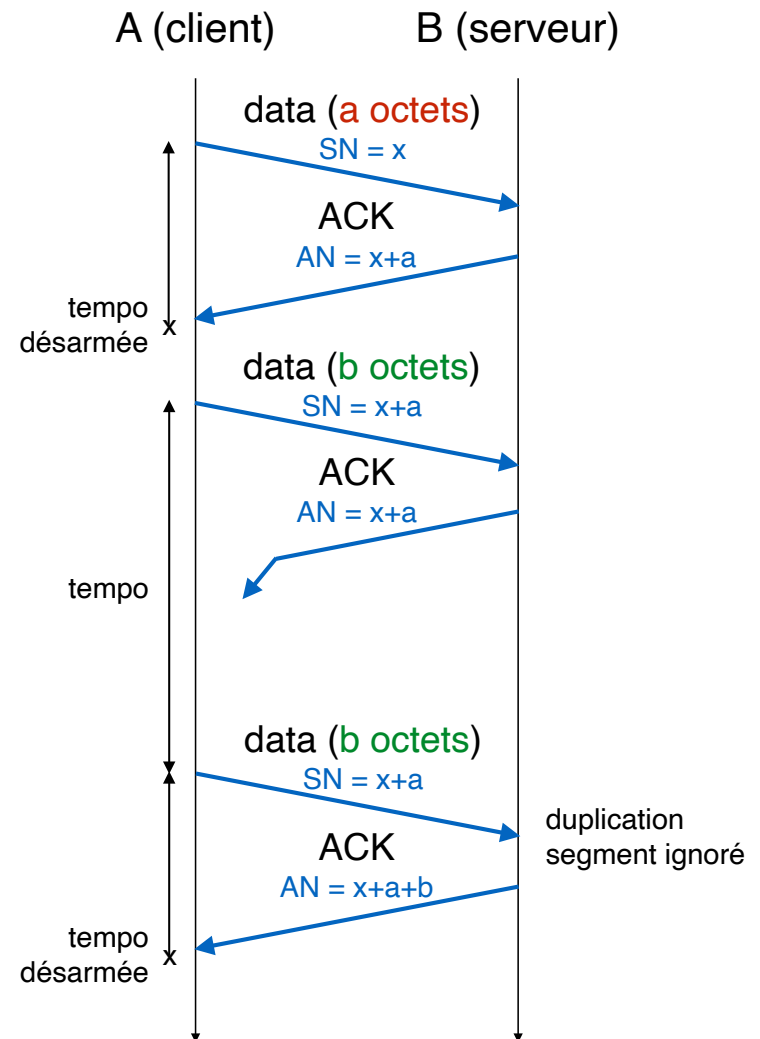 A (client)
B (serveur)
data (a octets)
SN = x
ACK
AN = x+a
tempo
désarmée
x
data (b octets)
SN = x+a
ACK
AN = x+a
tempo
data (b octets)
SN = x+a
duplication
segment ignoré
ACK
AN = x+a+b
tempo
désarmée
x